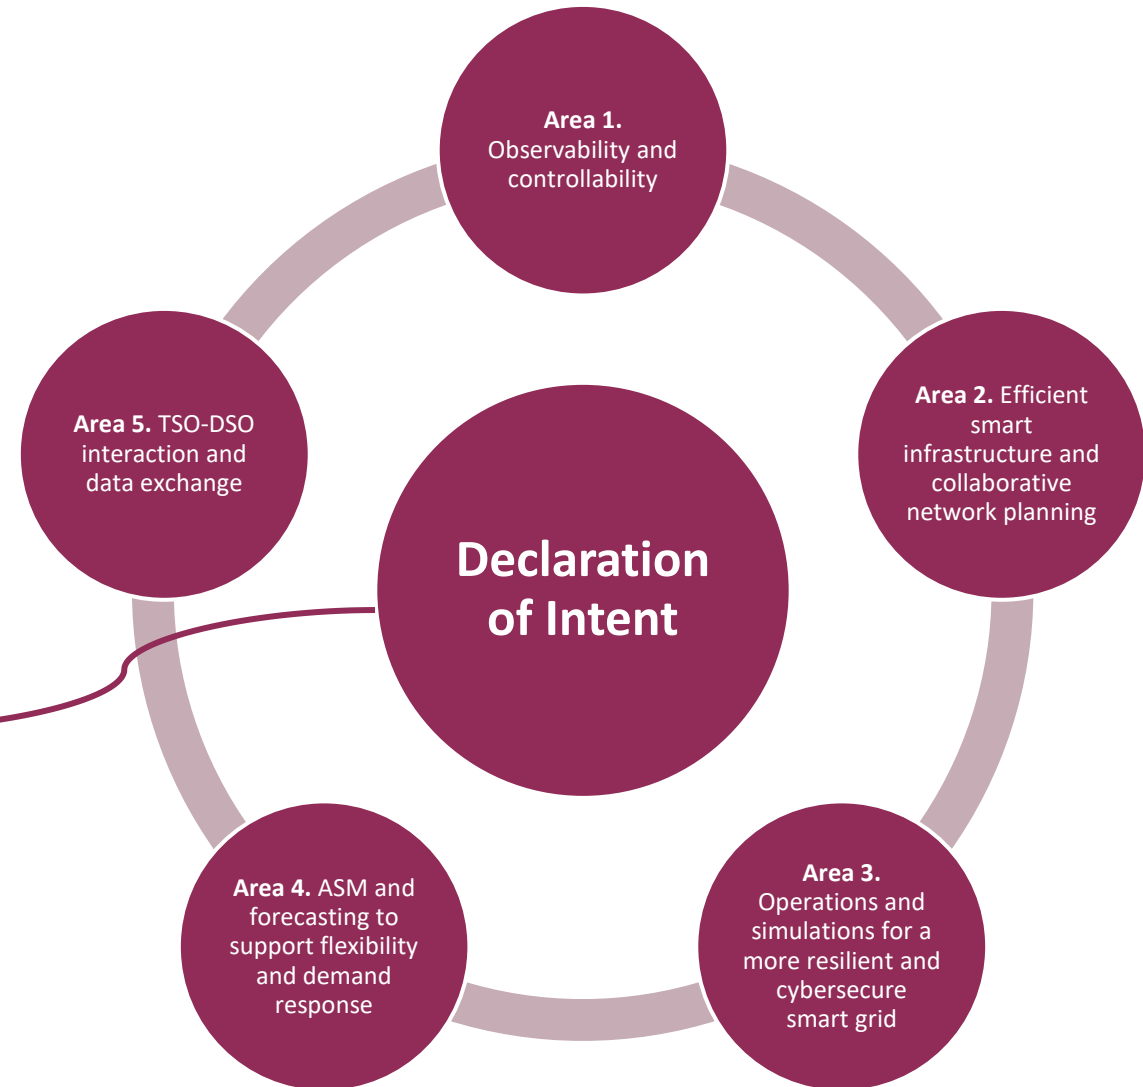 Area 1.
Observability and
controllability
Area 2. Efficient
smart
infrastructure and
collaborative
network planning
Area 3.
Operations and
simulations for a
more resilient and
cybersecure
smart grid
Area 4. ASM and
forecasting to
support flexibility
and demand
response
Area 5. TSO-DSO
interaction and
data exchange
Declaration
of Intent